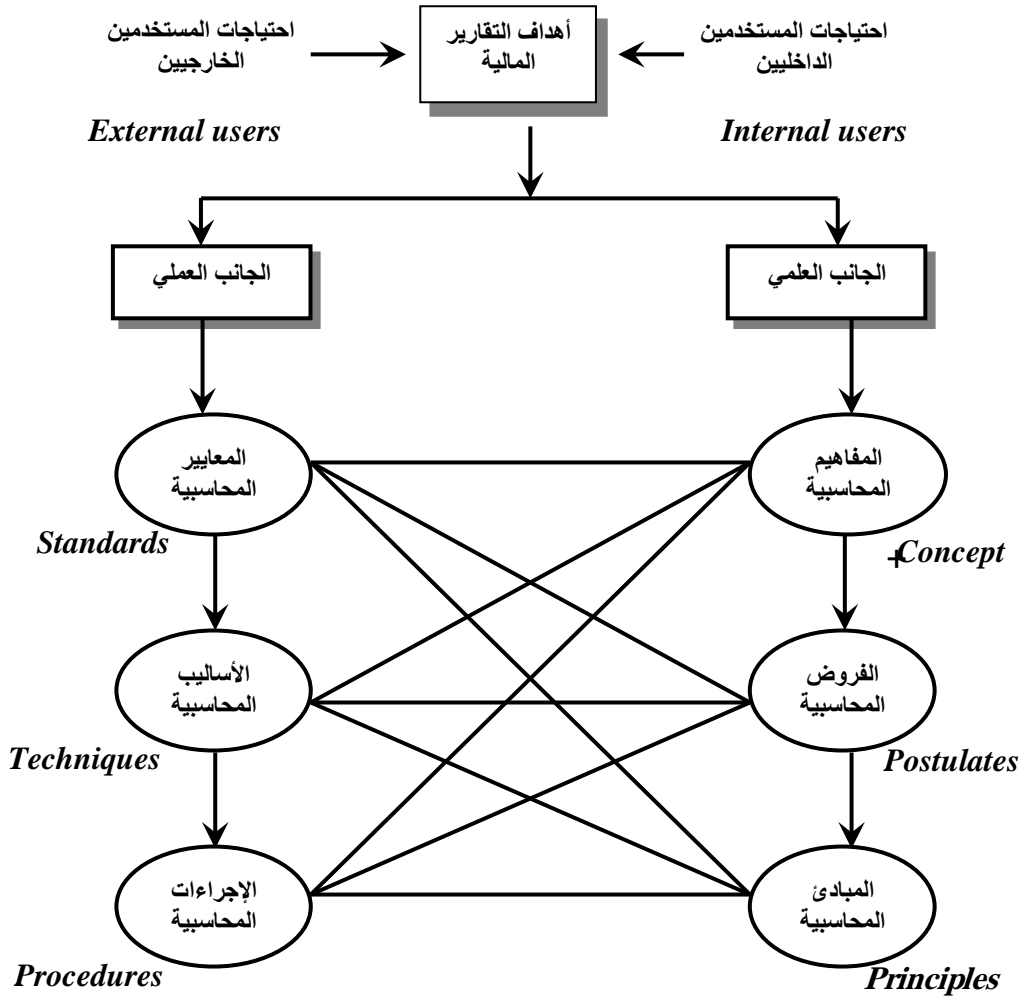 احتياجات المستخدمين
الداخليين
أهداف التقارير
المالية
احتياجات المستخدمين
الخارجيين
Internal users
External users
الجانب العلمي
الجانب العملي
المفاهيم
المحاسبية
المعايير
المحاسبية
+Concept
Standards
الفروض
المحاسبية
الأساليب
المحاسبية
Postulates
Techniques
المبادئ
المحاسبية
الإجراءات
المحاسبية
Principles
Procedures